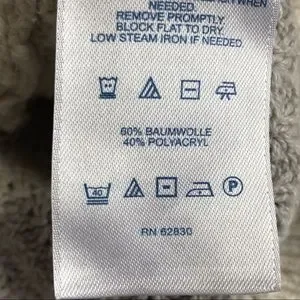 WHEN
NEEDED.
REMOVE PROMPTLY.
BLOCK FLAT TO DRY.
LOW STEAM IRON IF NEEDED
60% BAUMWOLLE
40% POLYACRYL
40
P
RN 62830